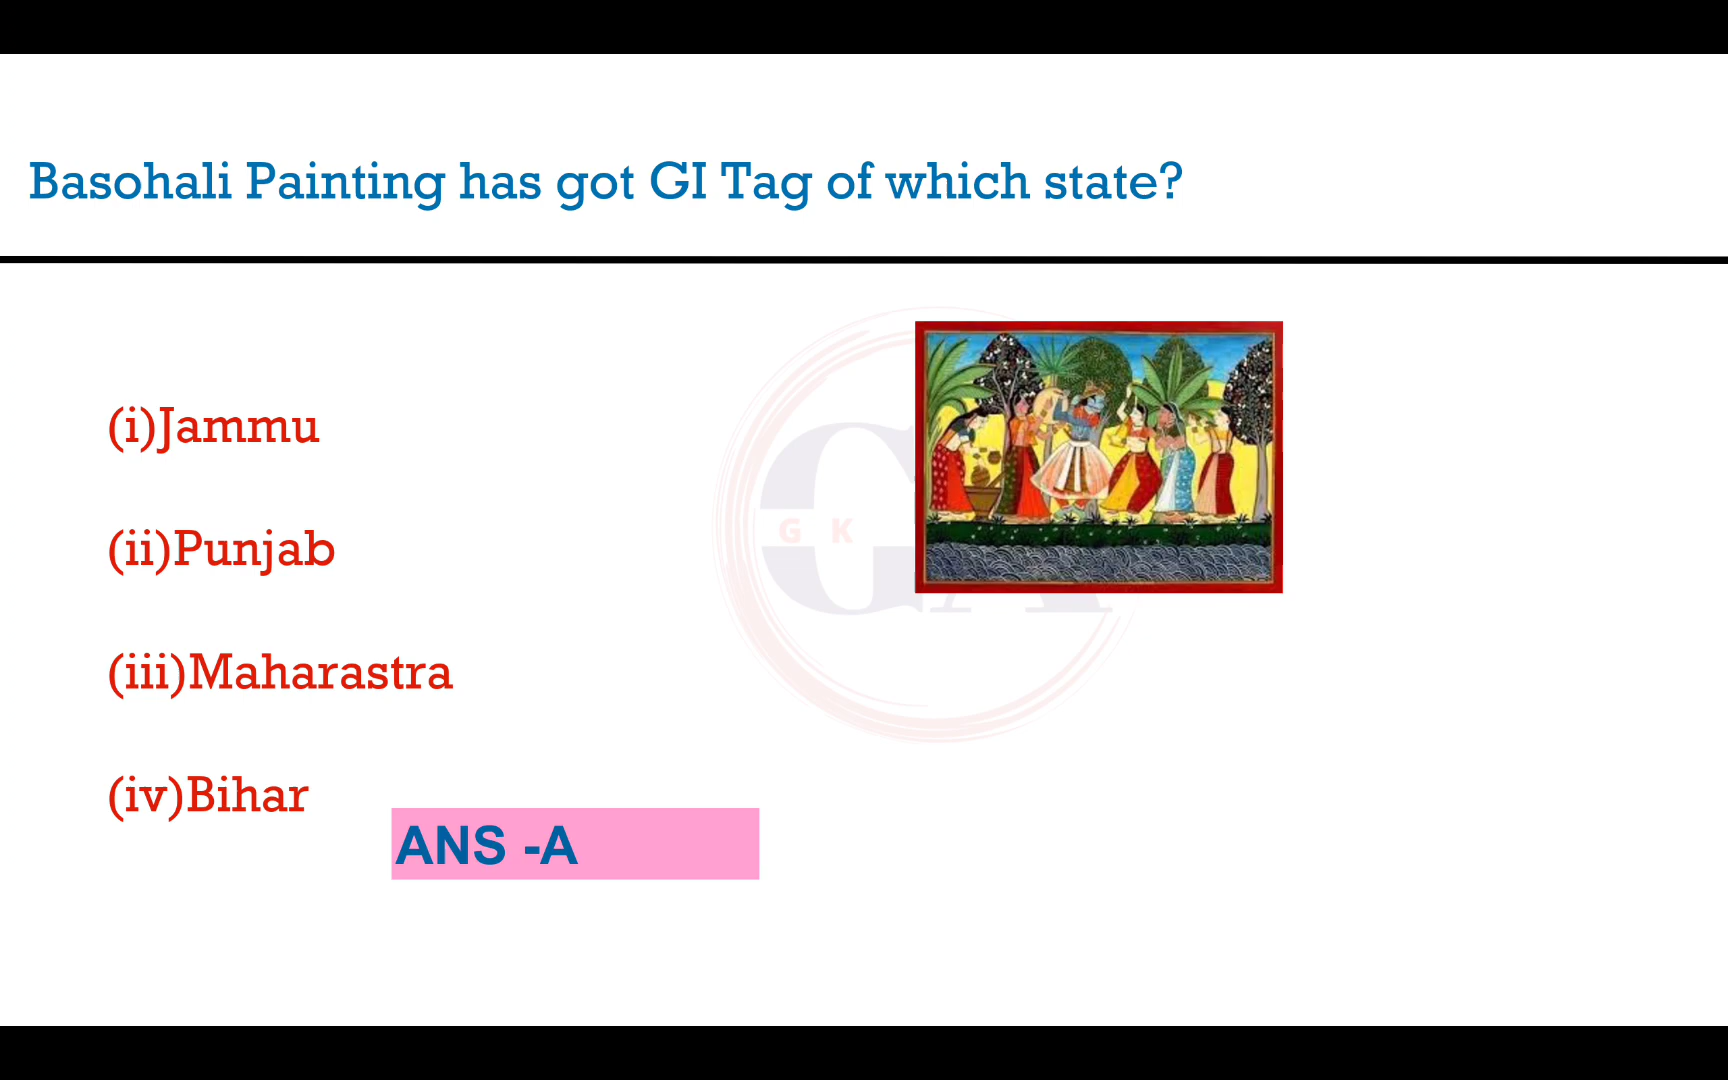 Basohali Painting has got GI Tag of which state?
(i)Jammu
(ii)Punjab
(iii)Maharastra
(iv)Bihar
ANS -A
G K